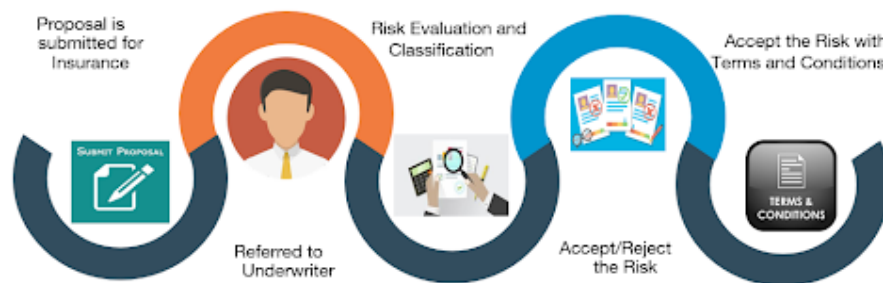 Proposal is
submitted for
Insurance
SUBMIT PROPOSAL
Referred to
Underwriter
Risk Evaluation and
Classification
Accept/Reject
the Risk
Accept the Risk with
Terms and Conditions
TERMS &
CONDITIONS